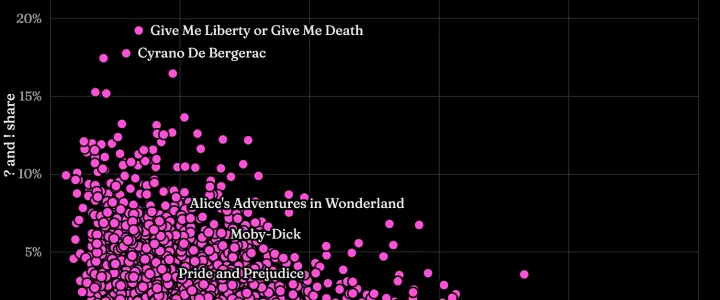 20%
Give Me Liberty or Give Me Death
Cyrano De Bergerac
15%
? and ! share
10%
Alice's Adventures in Wonderland
Moby-Dick
5%
Pride and Prejudice